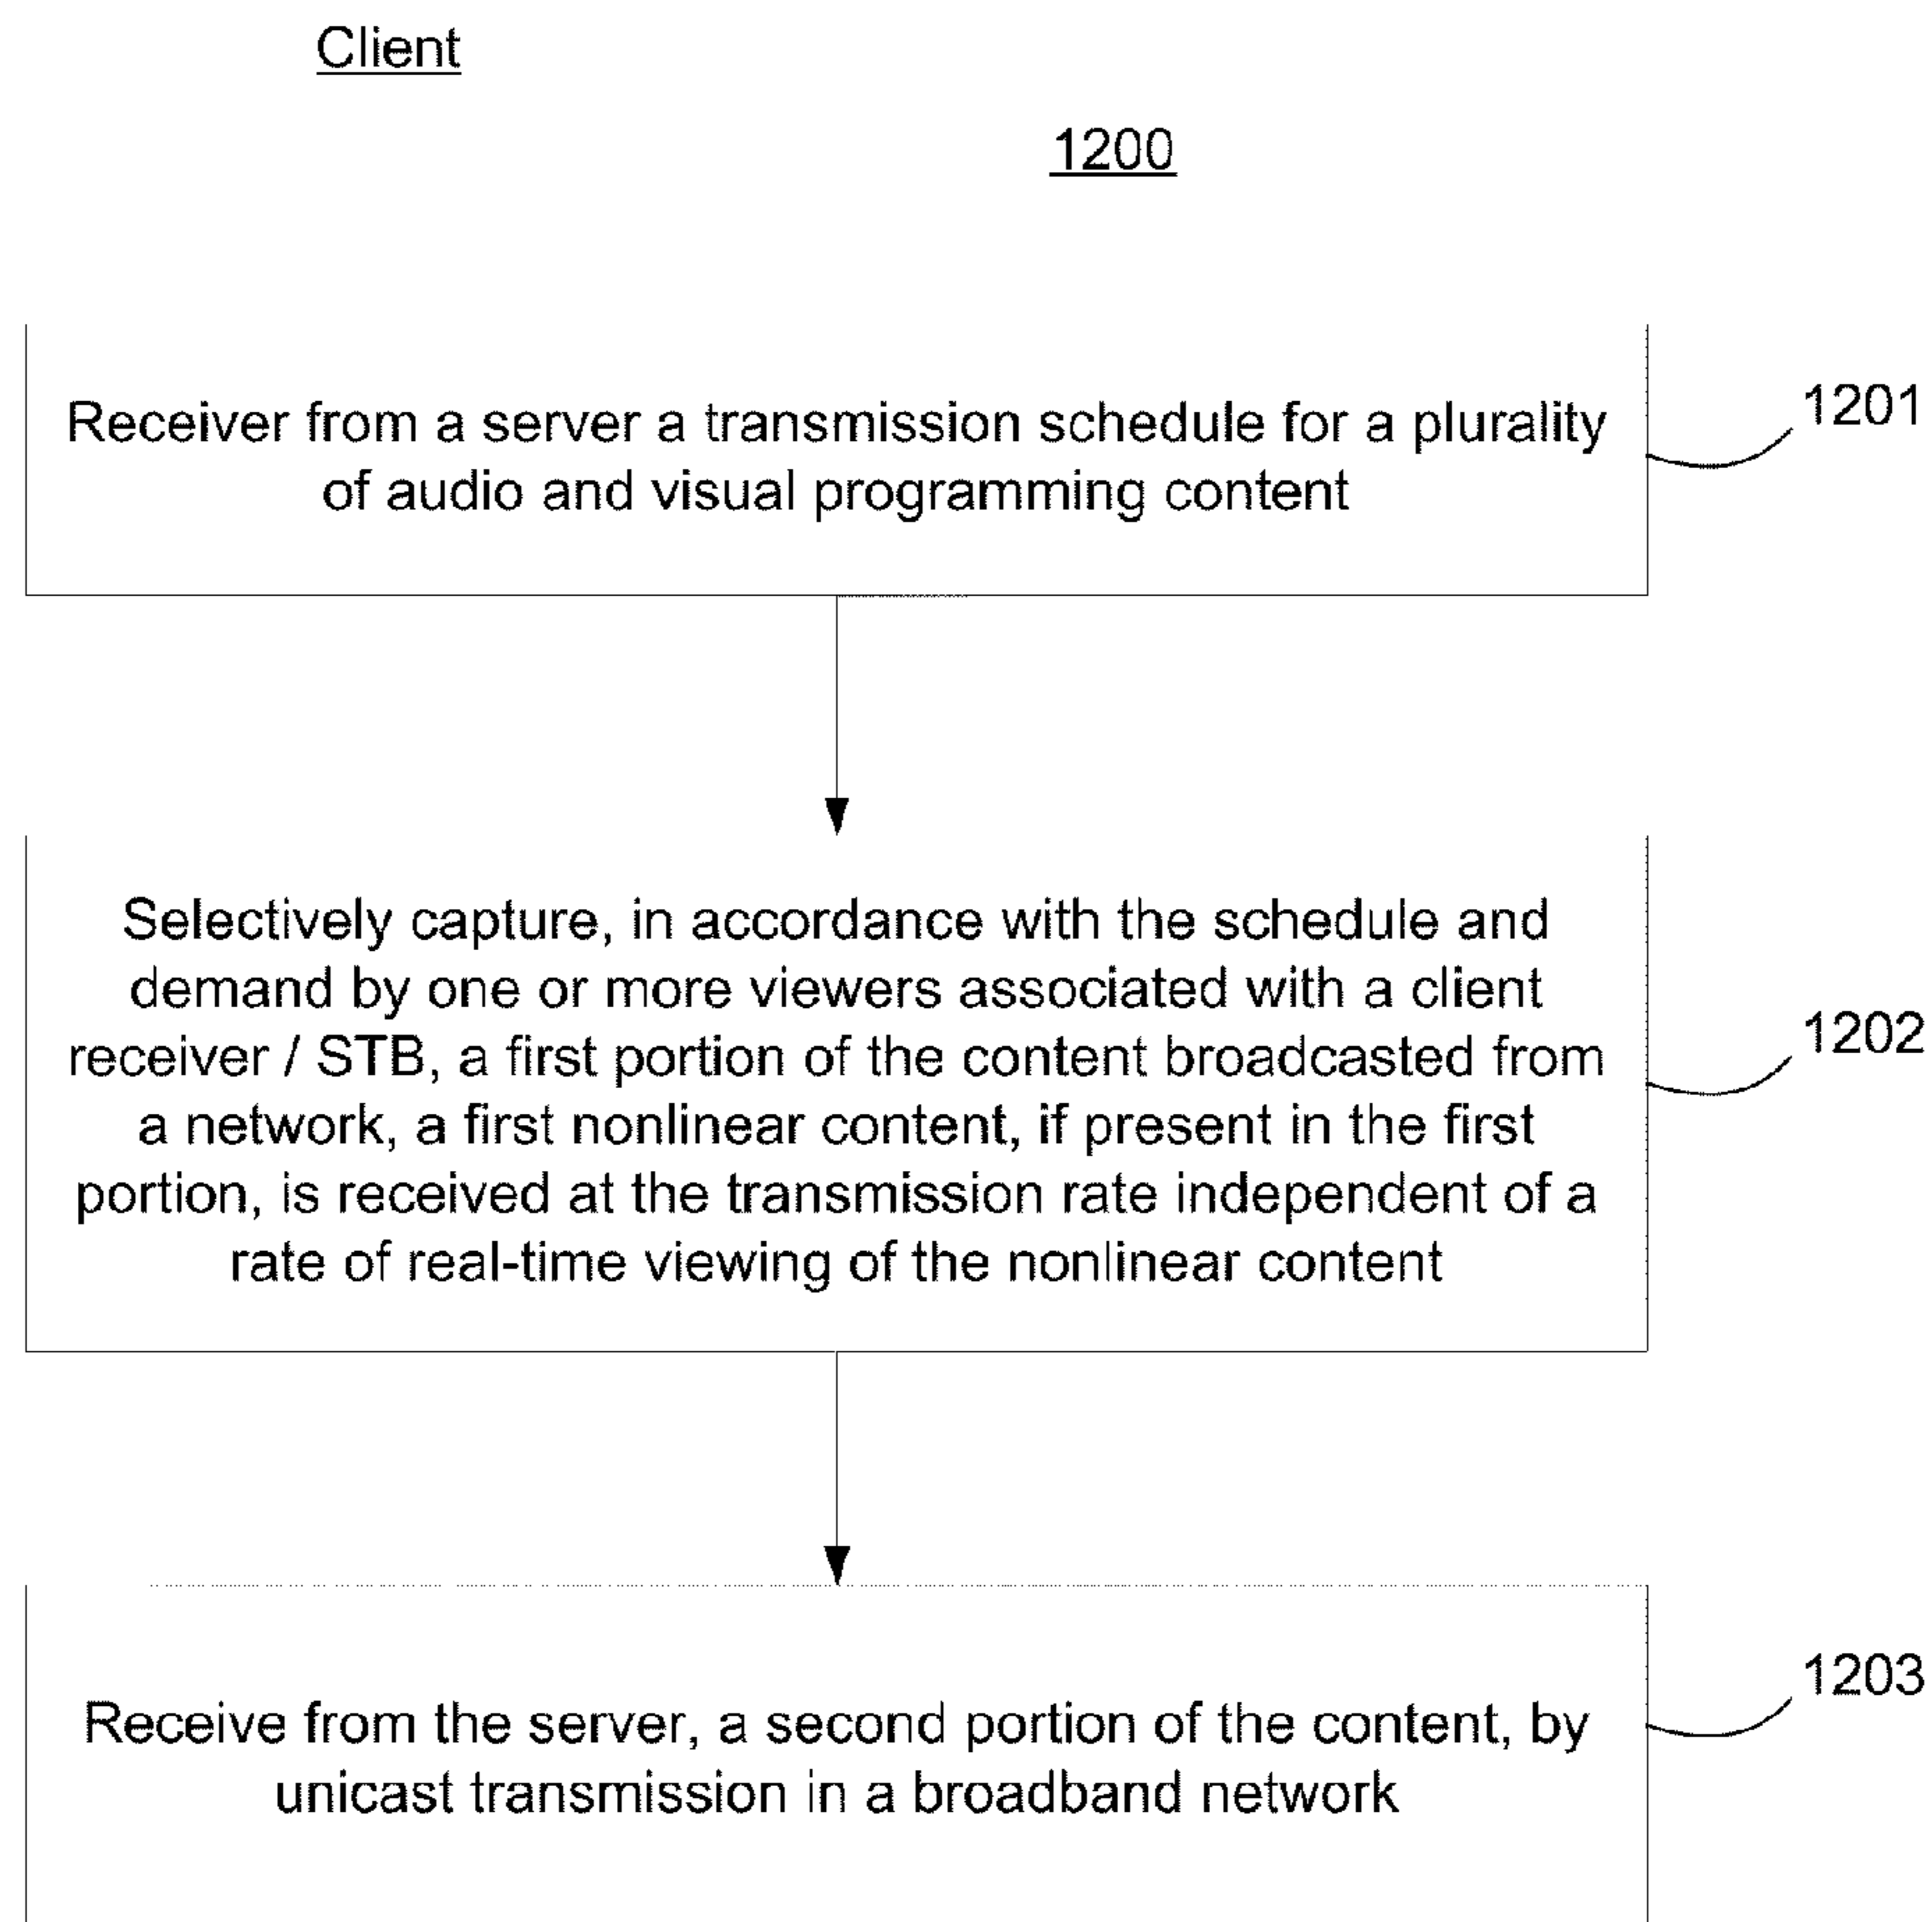 Client
1200
Receiver from a server a transmission schedule for a plurality
of audio and visual programming content
1201
Selectively capture, in accordance with the schedule and
demand by one or more viewers associated with a client
receiver / STB, a first portion of the content broadcasted from
a network, a first nonlinear content, if present in the first
portion, is received at the transmission rate independent of a
rate of real-time viewing of the nonlinear content
1202
Receive from the server, a second portion of the content, by
unicast transmission in a broadband network
1203